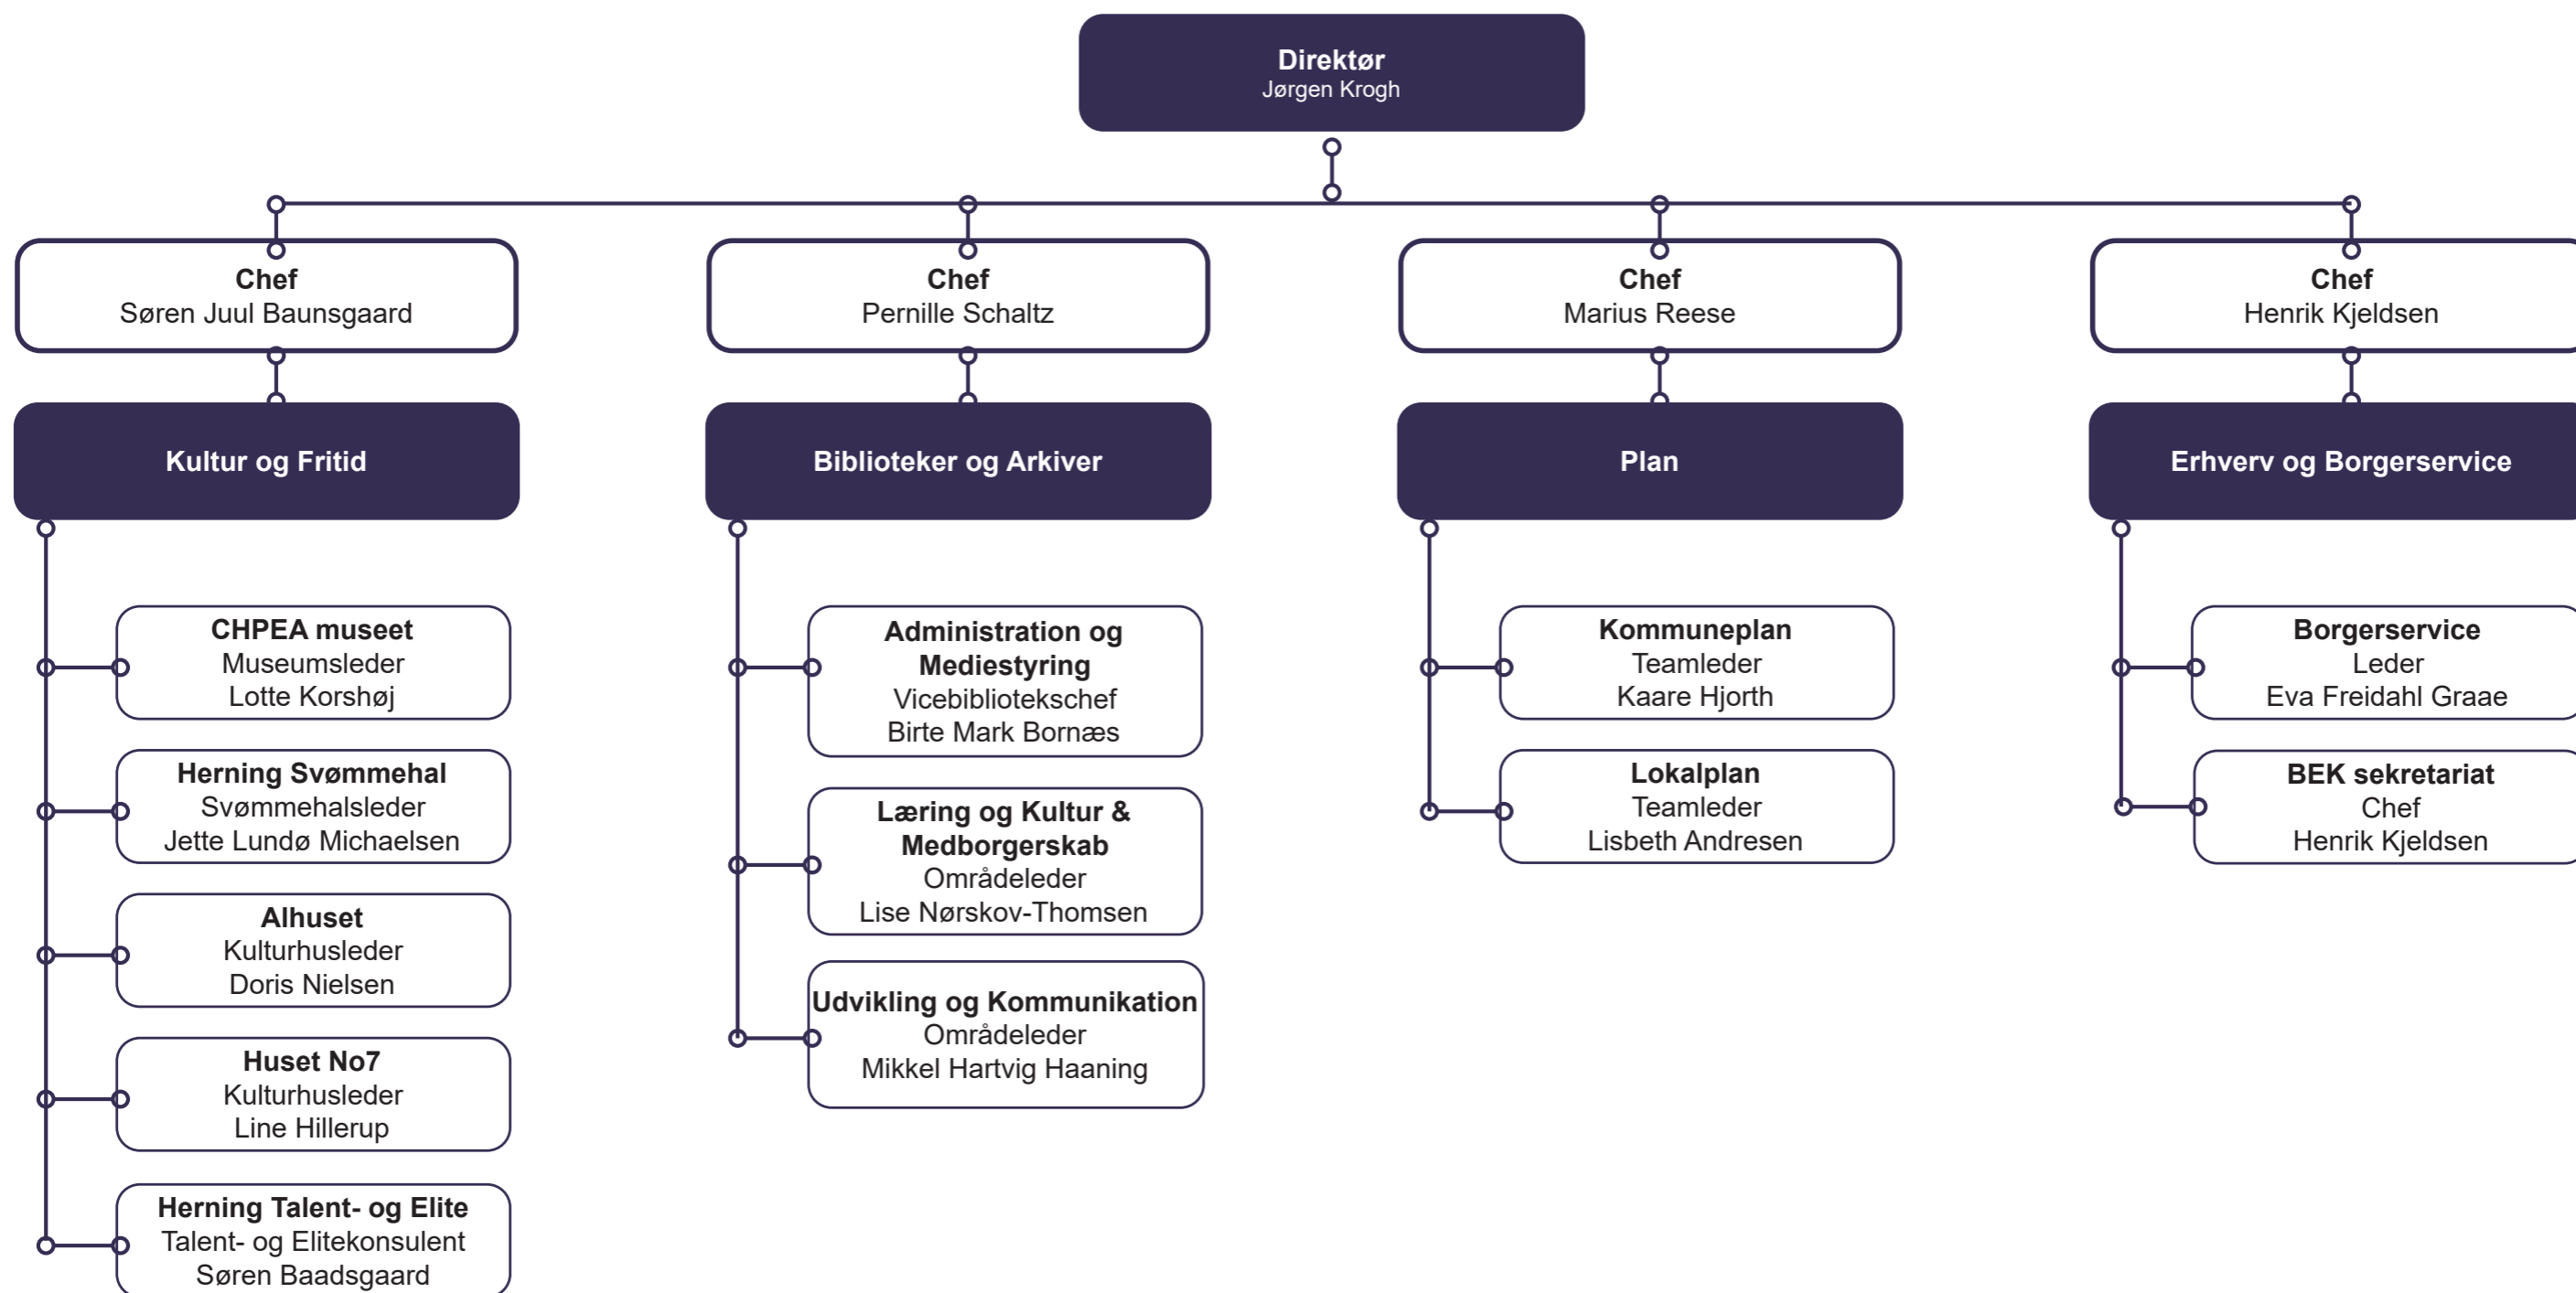 Direktør
Jørgen Krogh
Chef
Søren Juul Baunsgaard
Chef
Pernille Schaltz
Chef
Marius Reese
Chef
Henrik Kjeldsen
Kultur og Fritid
Biblioteker og Arkiver
Plan
Erhverv og Borgerservice
CHPEA museet
Museumsleder
Lotte Korshøj
Herning Svømmehal
Svømmehalsleder
Jette Lundø Michaelsen
Alhuset
Kulturhusleder
Doris Nielsen
Huset No7
Kulturhusleder
Line Hillerup
Herning Talent- og Elite
Talent- og Elitekonsulent
Søren Baadsgaard
Administration og
Mediestyring
Vicebibliotekschef
Birte Mark Bornæs
Læring og Kultur &
Medborgerskab
Områdeleder
Lise Nørskov-Thomsen
Udvikling og Kommunikation
Områdeleder
Mikkel Hartvig Haaning
Kommuneplan
Teamleder
Kaare Hjorth
Lokalplan
Teamleder
Lisbeth Andresen
Borgerservice
Leder
Eva Freidahl Graae
BEK sekretariat
Chef
Henrik Kjeldsen